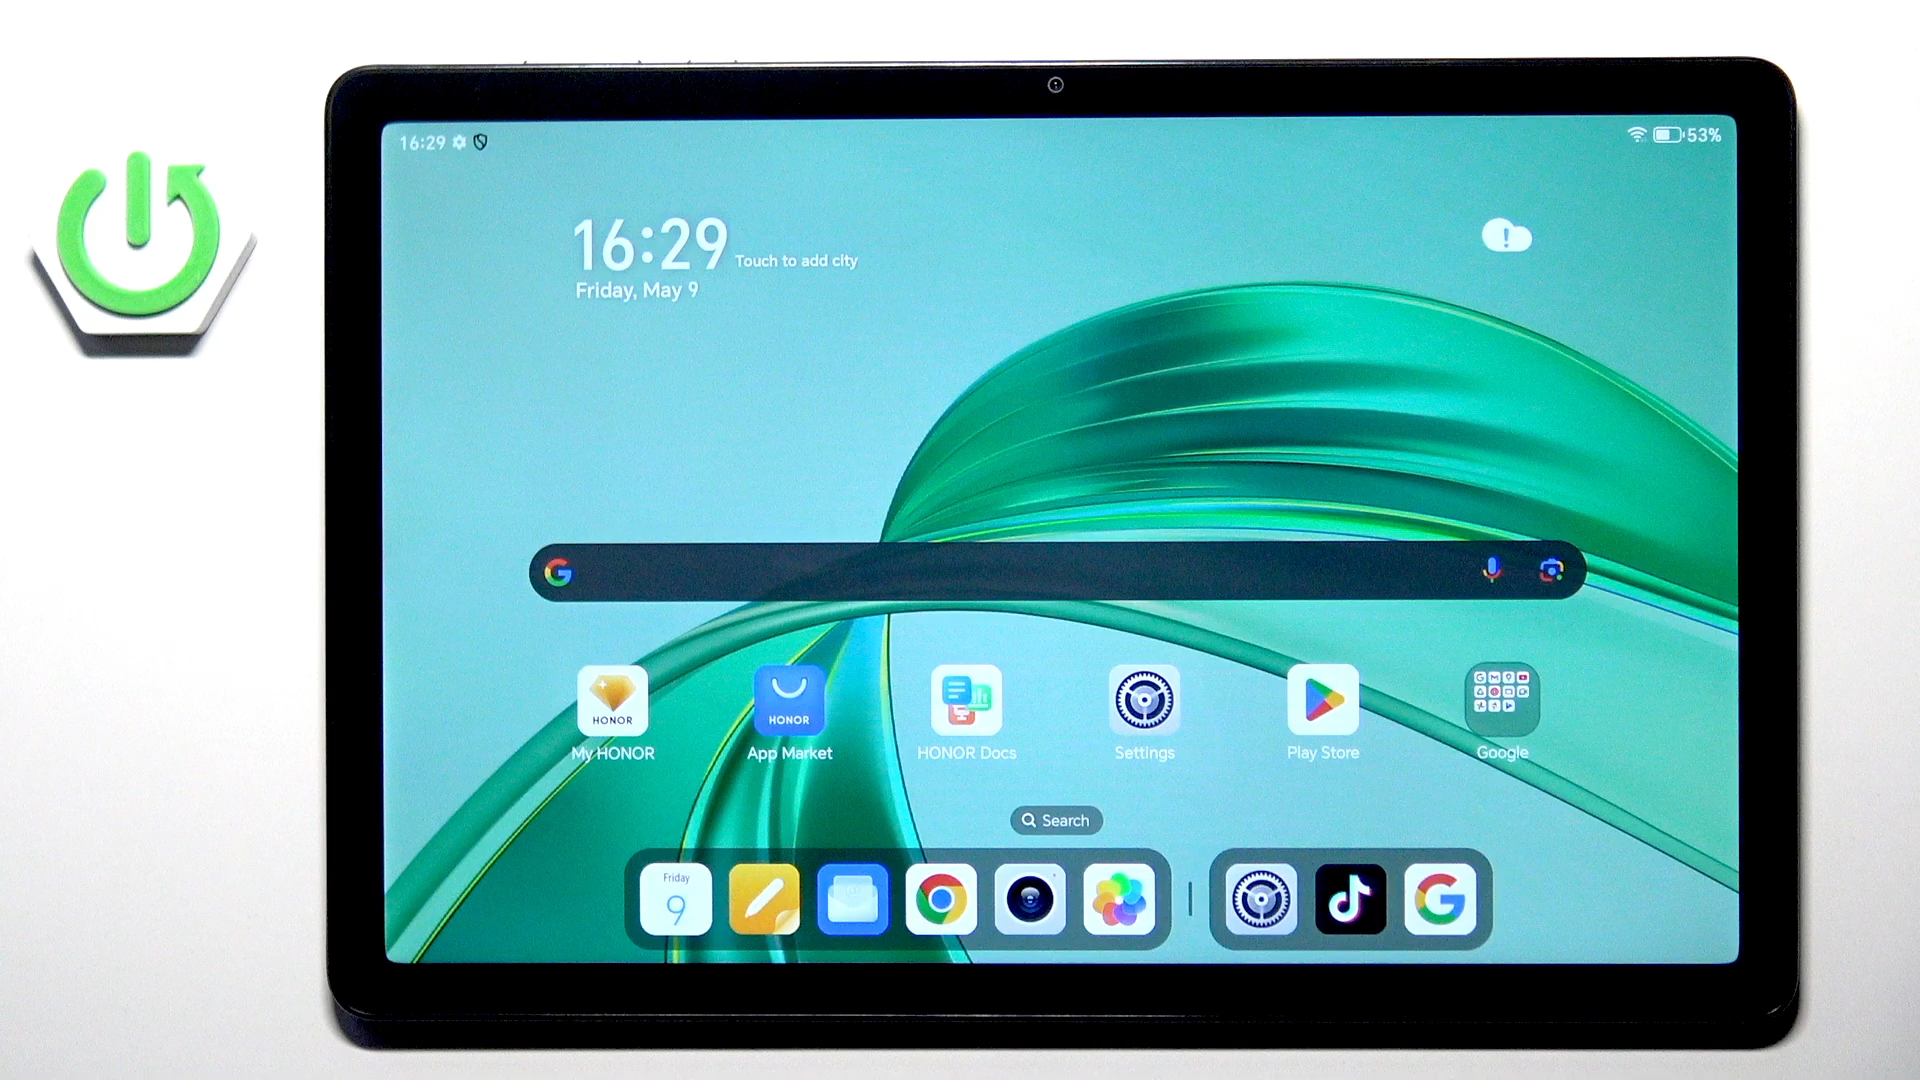 16:29
53%
16:29 Touch to add city
Friday, May 9
HONOR
HONOR
My HONOR
App Market
HONOR Docs
Settings
Play Store
Google
Search
Friday
9